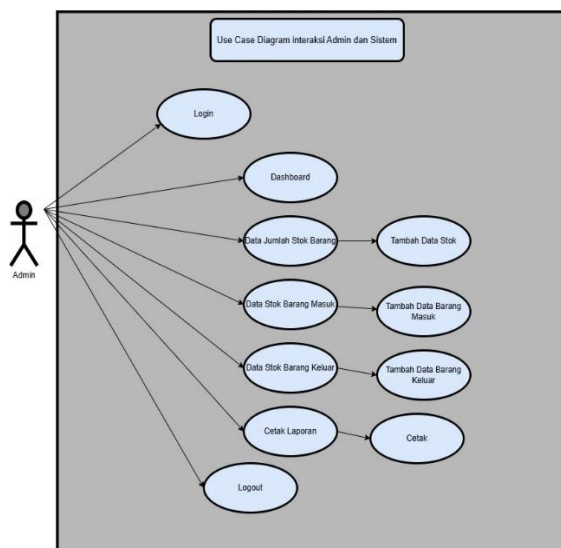 Use Case Diagram interaksi Admin dan Sistem
Login
Dashboard
Data Jumlah Stok Barang
Tambah Data Stok
Admin
Data Stok Barang Masuk
Tambah Data Barang
Masuk
Data Stok Barang Keluar
Tambah Data Barang
Keluar
Cetak Laporan
Cetak
Logout